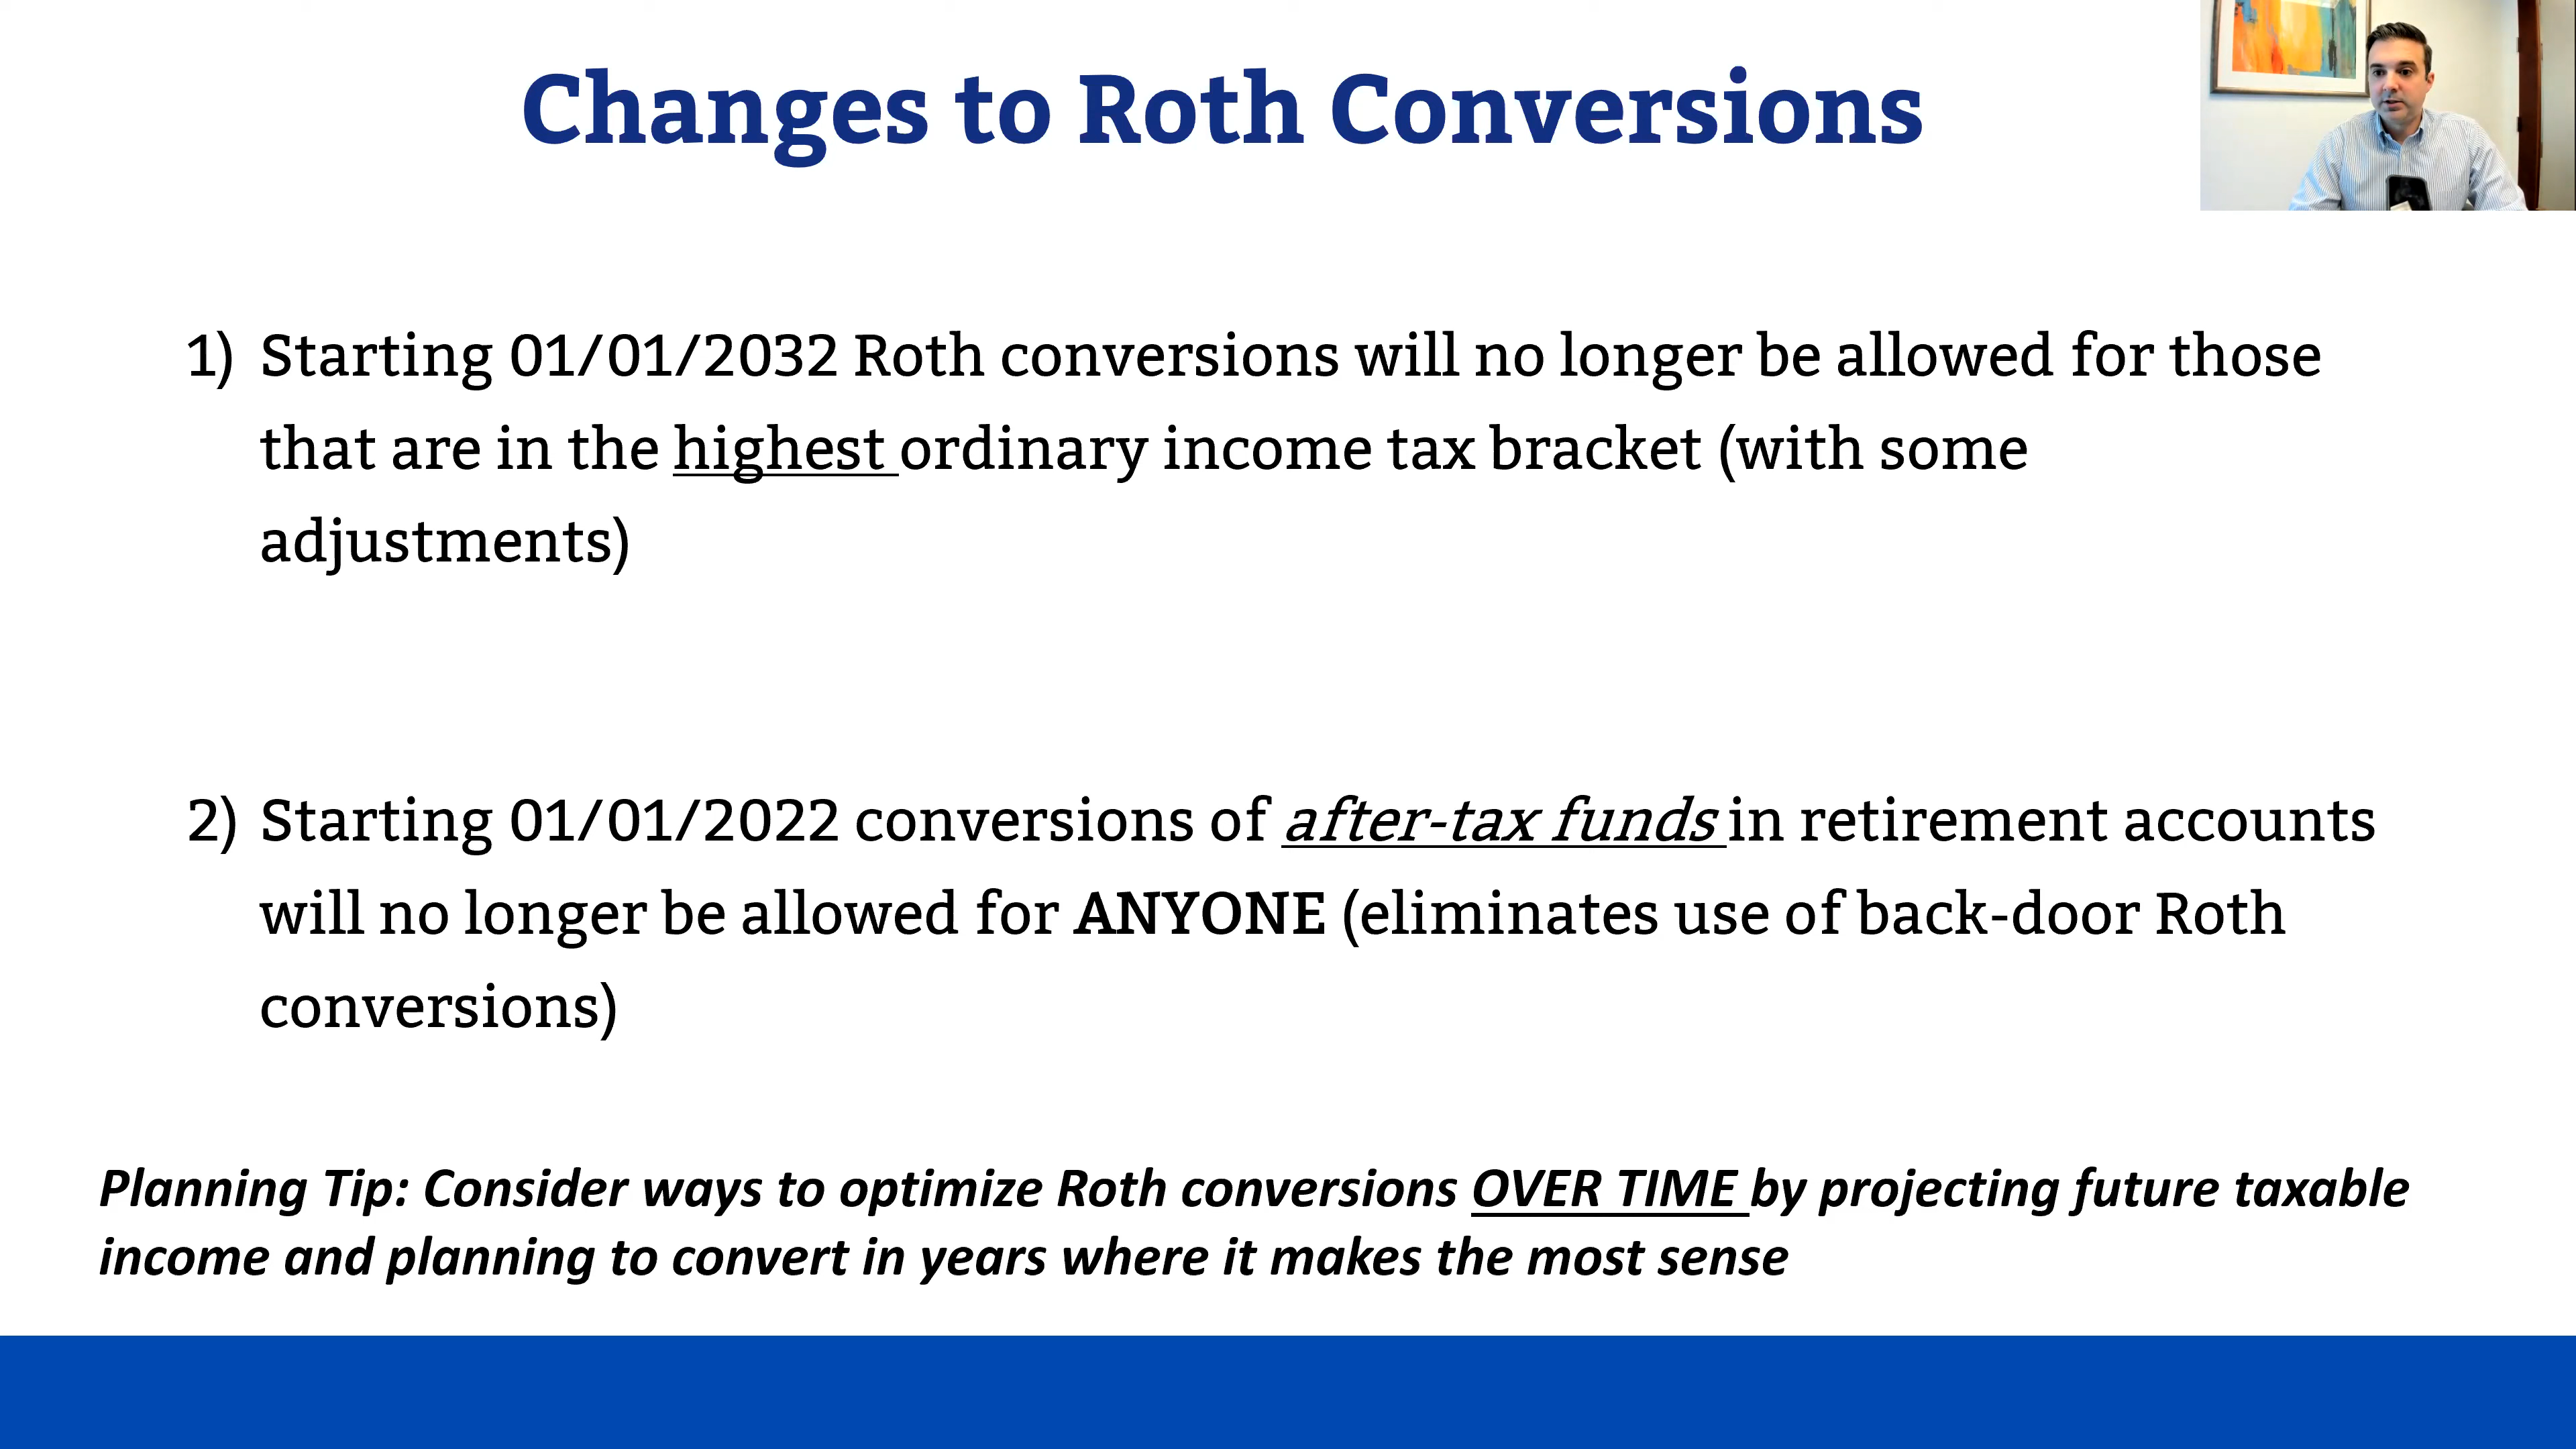 Changes to Roth Conversions
1) Starting 01/01/2032 Roth conversions will no longer be allowed for those
that are in the highest ordinary income tax bracket (with some
adjustments)
2) Starting 01/01/2022 conversions of after-tax funds in retirement accounts
will no longer be allowed for ANYONE (eliminates use of back-door Roth
conversions)
Planning Tip: Consider ways to optimize Roth conversions OVER TIME by projecting future taxable
income and planning to convert in years where it makes the most sense